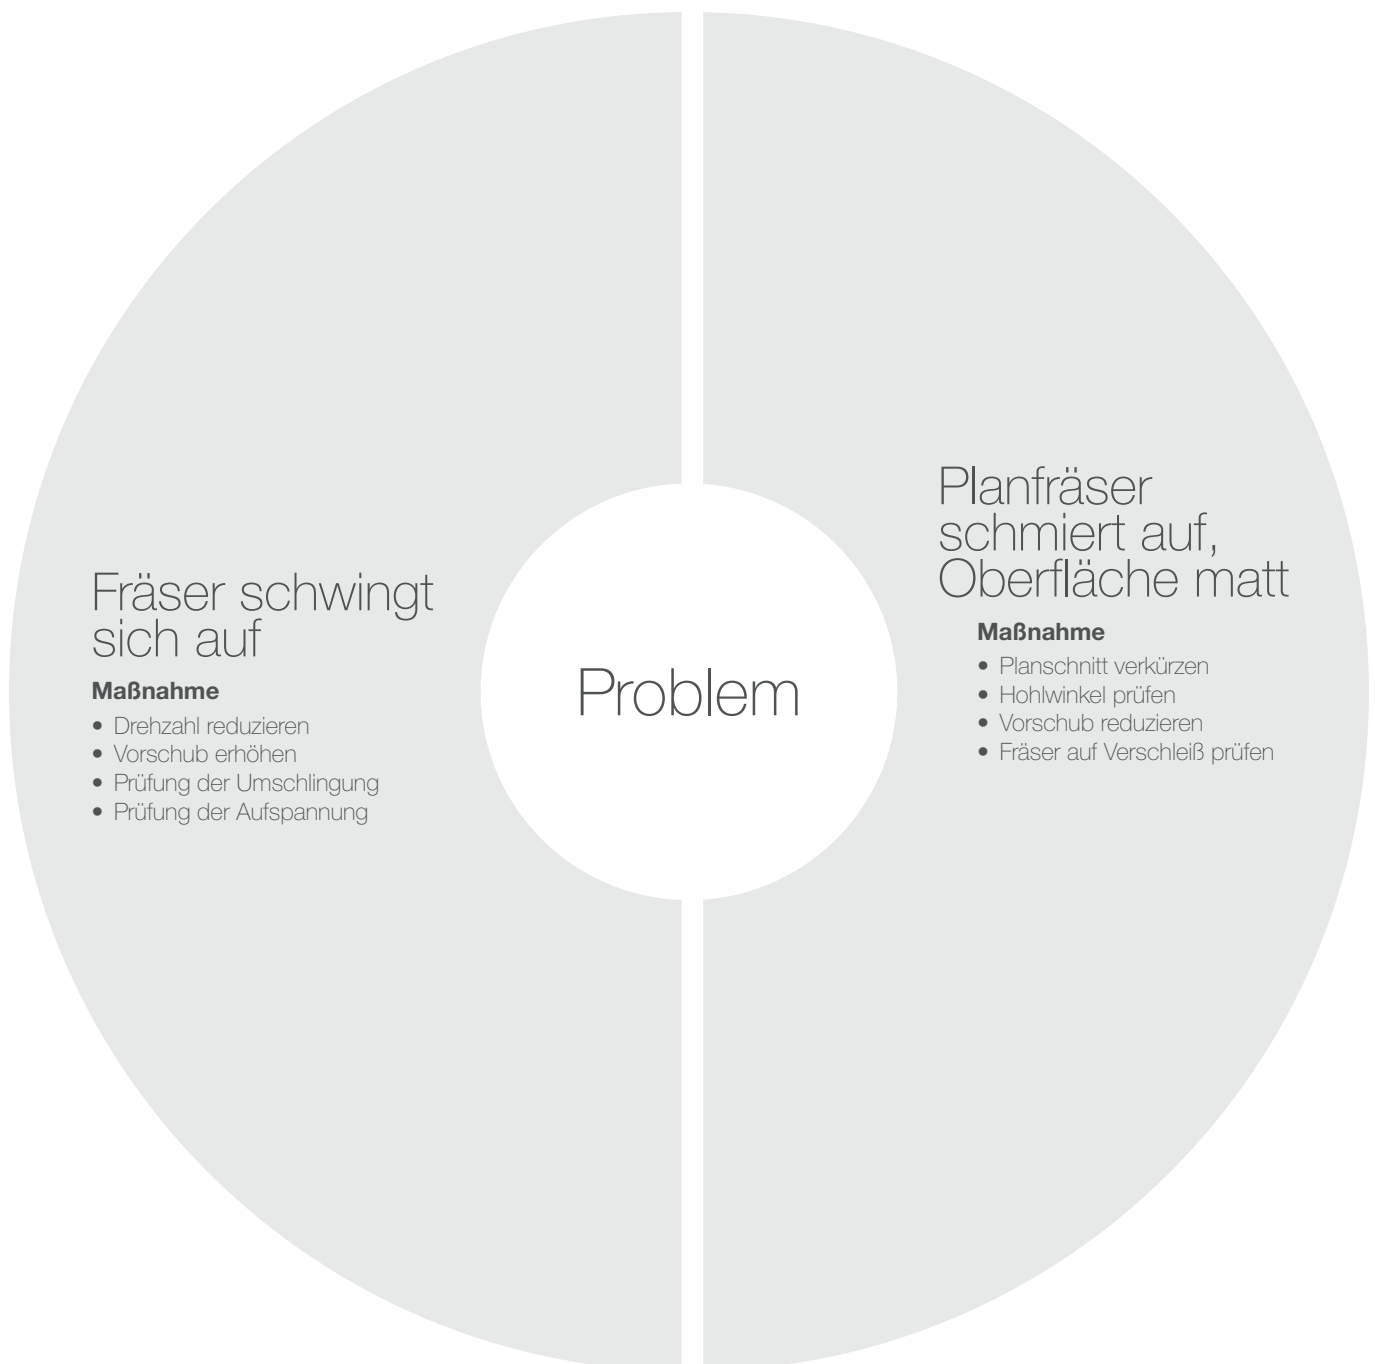 Problem
Fräser schwingt
sich auf
Maßnahme
• Drehzahl reduzieren
• Vorschub erhöhen
• Prüfung der Umschlingung
• Prüfung der Aufspannung
Planfräser
schmiert auf,
Oberfläche matt
Maßnahme
• Planschnitt verkürzen
• Hohlwinkel prüfen
• Vorschub reduzieren
• Fräser auf Verschleiß prüfen